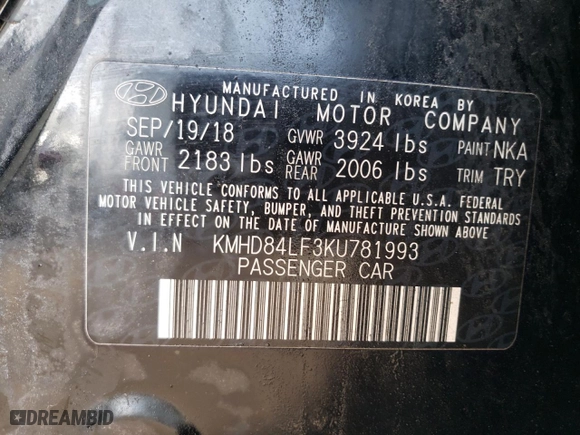 MANUFACTURED IN KOREA BY
HYUNDAI MOTOR COMPANY
SEP/19/18 GVWR 3924 lbs PAINT NKA
GAWR FRONT 2183 lbs GAWR REAR 2006 lbs TRIM TRY
THIS VEHICLE CONFORMS TO ALL APPLICABLE U.S.A. FEDERAL
MOTOR VEHICLE SAFETY, BUMPER, AND THEFT PREVENTION STANDARDS
IN EFFECT ON THE DATE OF MANUFACTURE SHOWN ABOVE
V.I.N KMHD84LF3KU781993
PASSENGER CAR
DREAMBID